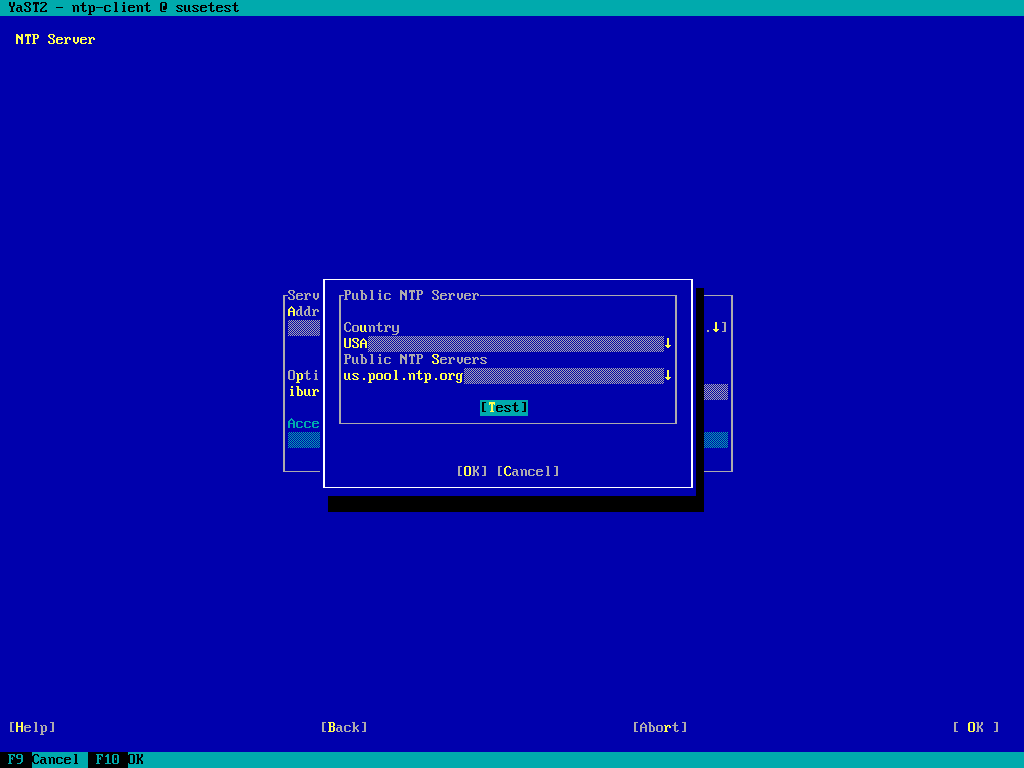 YaST2 - ntp-client @ susetest
NTP Server
Serv
Public NTP Server
Addr
Country
.↓]
USA ↓
Public NTP Servers
Opti
us.pool.ntp.org ↓
ibur
[Test]
Acce
[OK] [Cancel]
[Help] [Back] [Abort] [ OK ]
F9 Cancel F10 OK